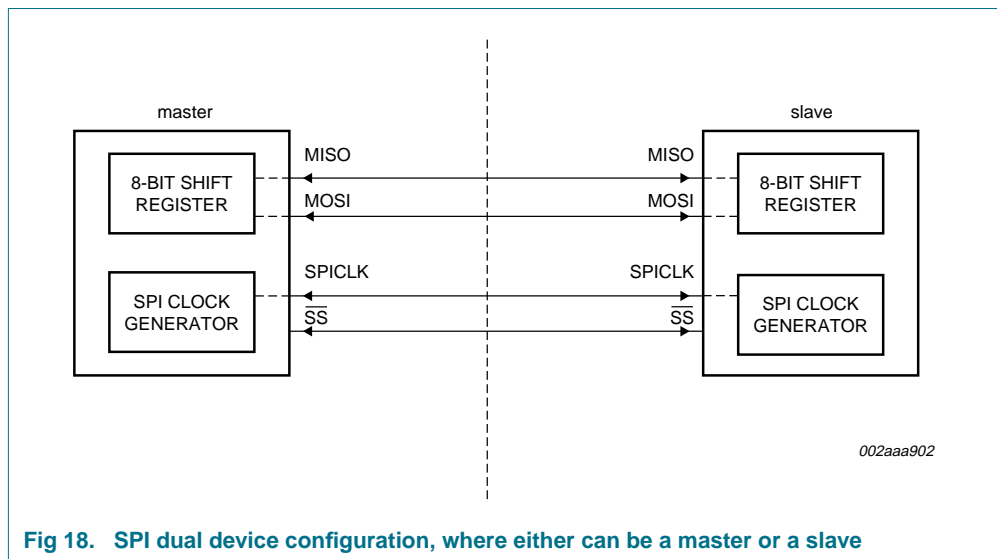 master
slave
MISO
MISO
8-BIT SHIFT
REGISTER
8-BIT SHIFT
REGISTER
MOSI
MOSI
SPICLK
SPICLK
SPI CLOCK
GENERATOR
SPI CLOCK
GENERATOR
SS
SS
002aaa902
Fig 18. SPI dual device configuration, where either can be a master or a slave